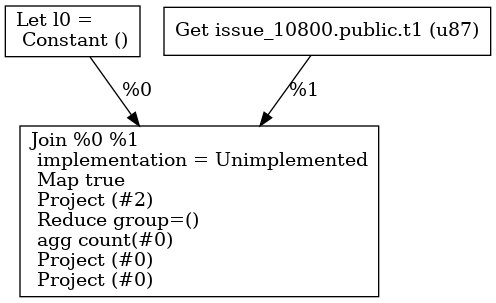 Let l0 =
Constant ()
Get issue_10800.public.t1 (u87)
%0
%1
Join %0 %1
implementation = Unimplemented
Map true
Project (#2)
Reduce group=()
agg count(#0)
Project (#0)
Project (#0)